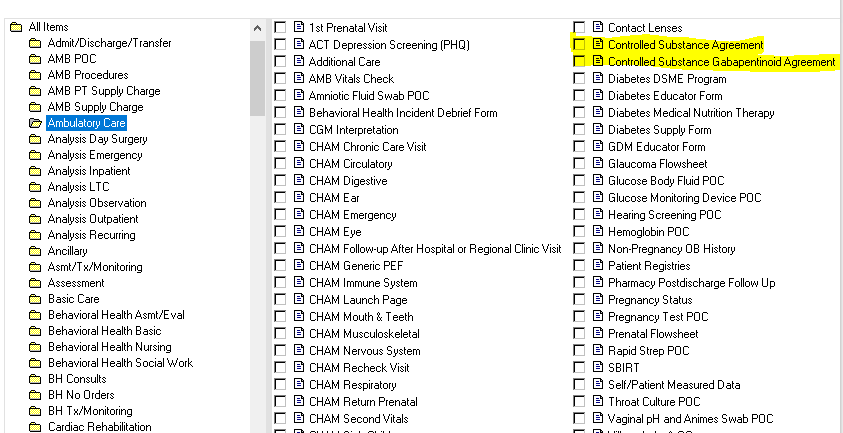 All Items
Admit/Discharge/Transfer
AMB POC
AMB Procedures
AMB PT Supply Charge
AMB Supply Charge
Ambulatory Care
Analysis Day Surgery
Analysis Emergency
Analysis Inpatient
Analysis LTC
Analysis Observation
Analysis Outpatient
Analysis Recurring
Ancillary
Asmt/Tx/Monitoring
Assessment
Basic Care
Behavioral Health Asmt/Eval
Behavioral Health Basic
Behavioral Health Nursing
Behavioral Health Social Work
BH Consults
BH No Orders
BH Tx/Monitoring
Cardiac Rehabilitation
1st Prenatal Visit
ACT Depression Screening (PHQ)
Additional Care
AMB Vitals Check
Amniotic Fluid Swab POC
Behavioral Health Incident Debrief Form
CGM Interpretation
CHAM Chronic Care Visit
CHAM Circulatory
CHAM Digestive
CHAM Ear
CHAM Emergency
CHAM Eye
CHAM Follow-up After Hospital or Regional Clinic Visit
CHAM Generic PEF
CHAM Immune System
CHAM Launch Page
CHAM Mouth & Teeth
CHAM Musculoskeletal
CHAM Nervous System
CHAM Recheck Visit
CHAM Respiratory
CHAM Return Prenatal
CHAM Second Vitals
Contact Lenses
Controlled Substance Agreement
Controlled Substance Gabapentinoid Agreement
Diabetes DSME Program
Diabetes Educator Form
Diabetes Medical Nutrition Therapy
Diabetes Supply Form
GDM Educator Form
Glaucoma Flowsheet
Glucose Body Fluid POC
Glucose Monitoring Device POC
Hearing Screening POC
Hemoglobin POC
Non-Pregnancy OB History
Patient Registries
Pharmacy Postdischarge Follow Up
Pregnancy Status
Pregnancy Test POC
Prenatal Flowsheet
Rapid Strep POC
SBIRT
Self/Patient Measured Data
Throat Culture POC
Vaginal pH and Amines Swab POC